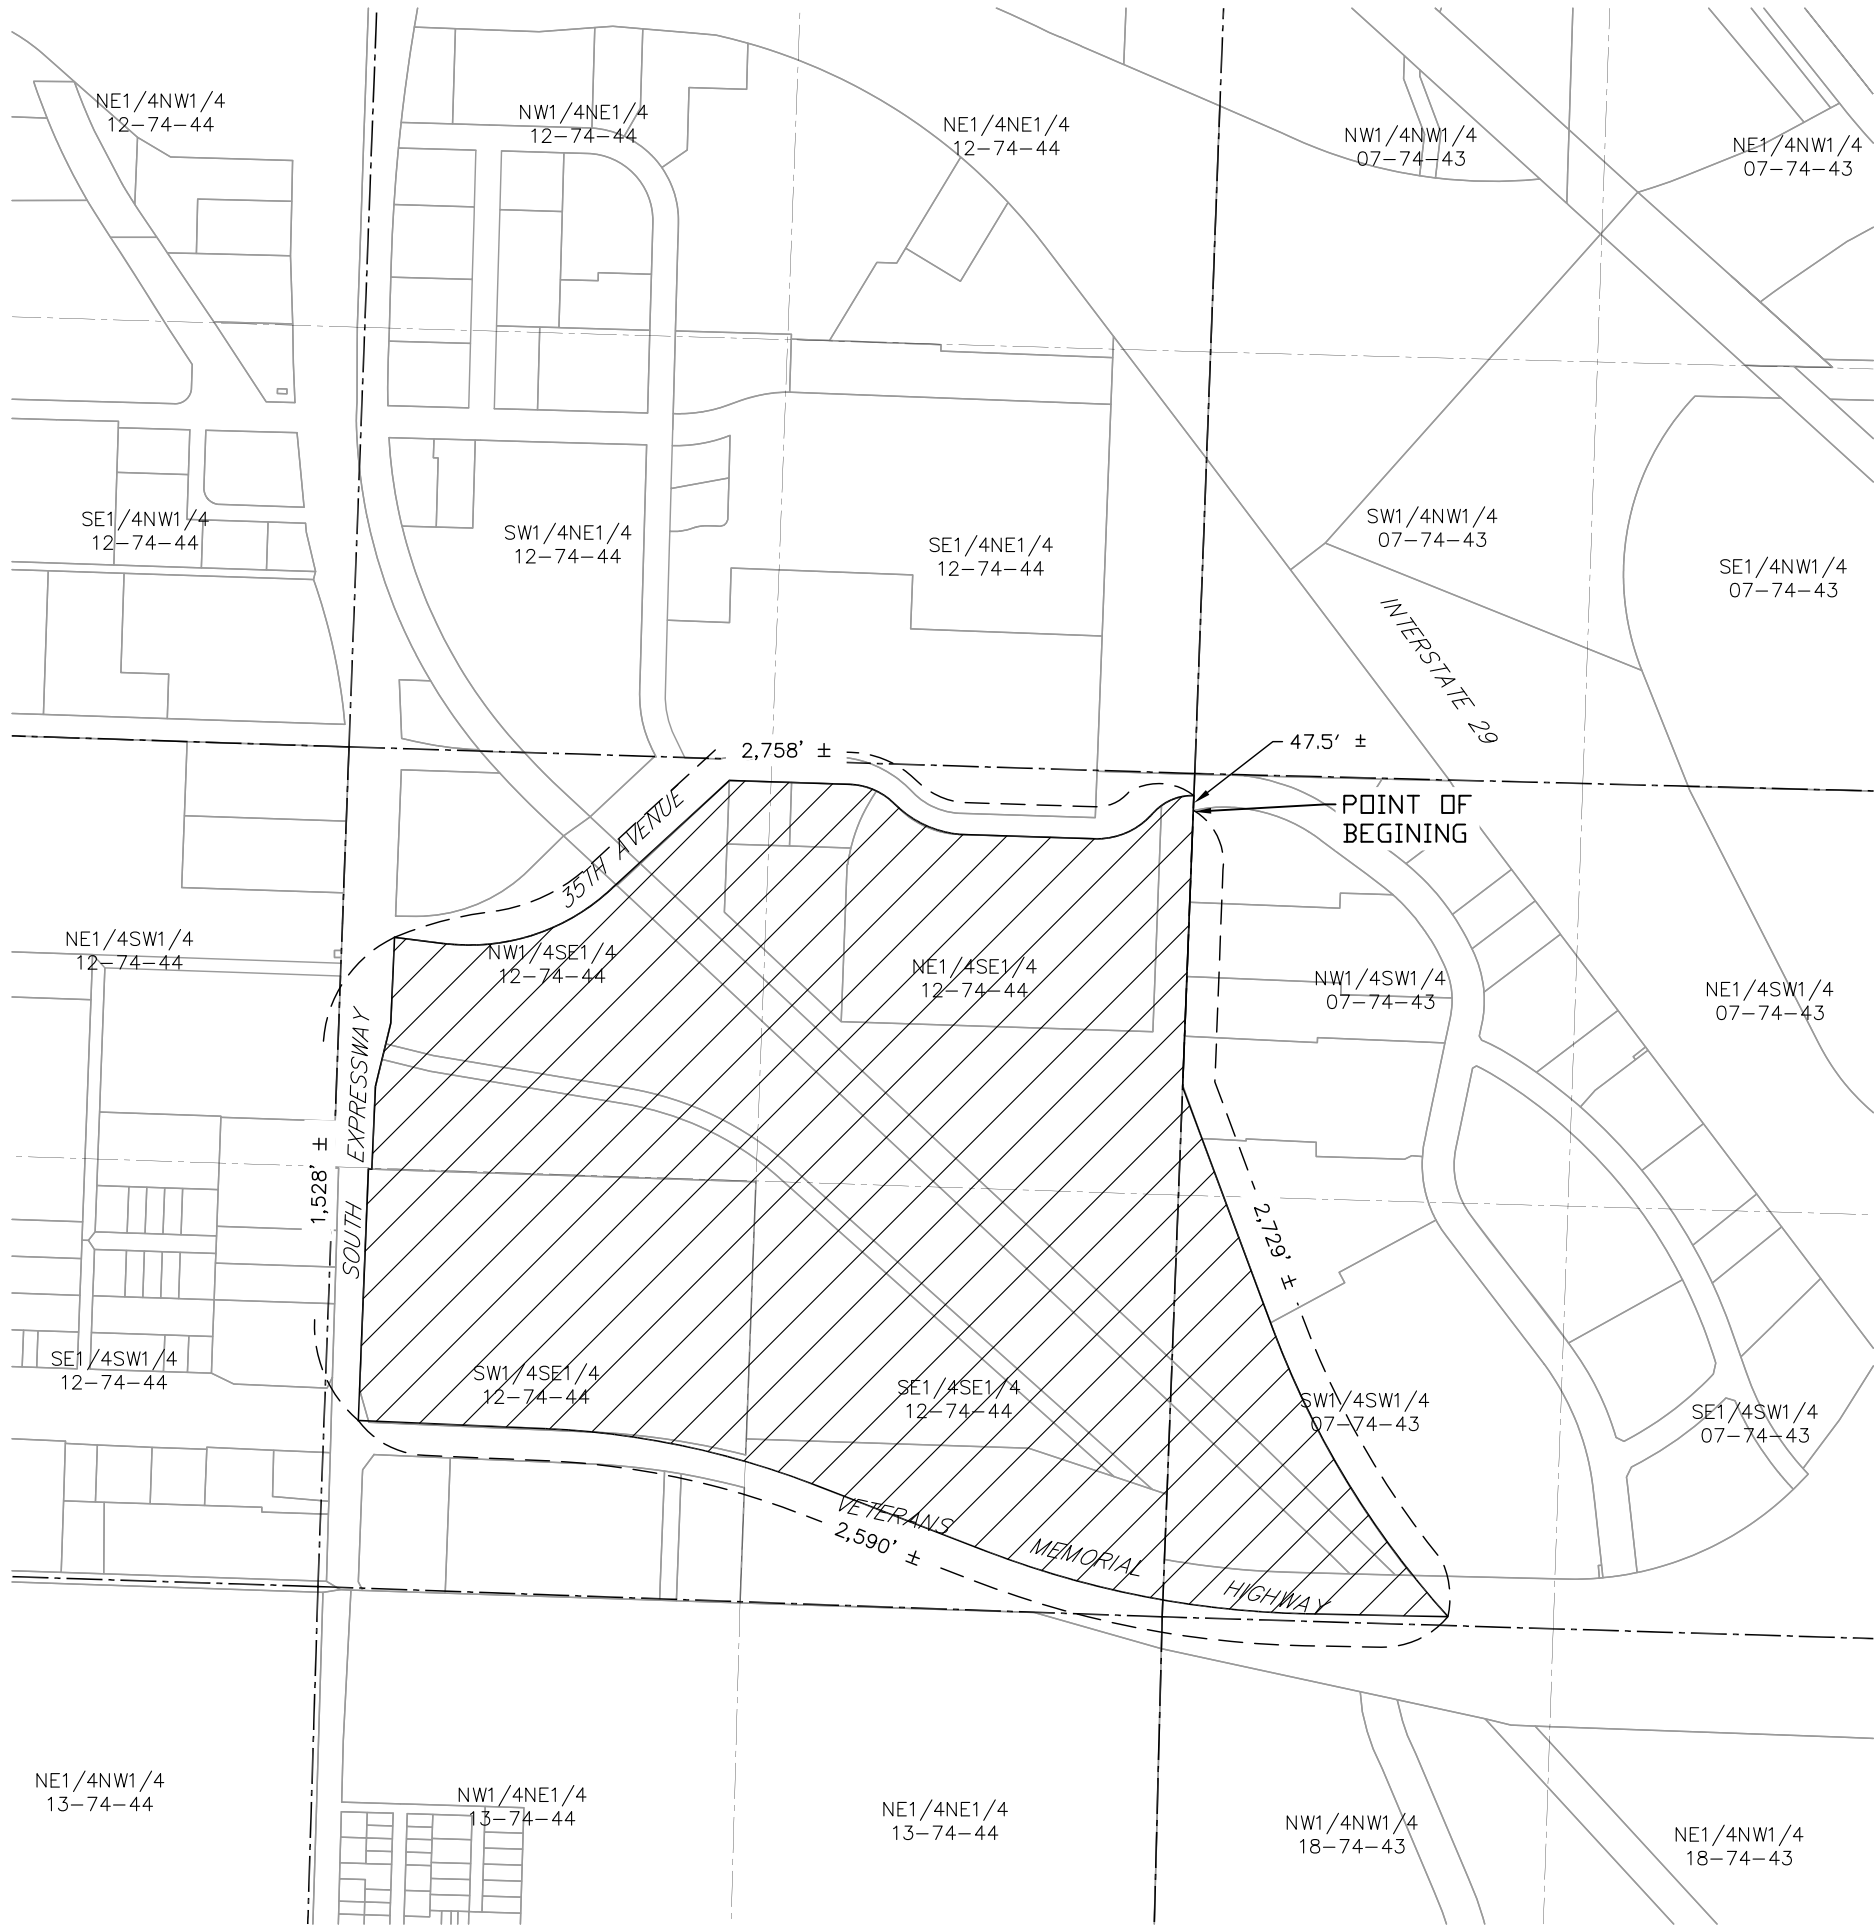 NE1/4NW1/4
12-74-44
NW1/4NE1/4
12-74-44
NE1/4NE1/4
12-74-44
NW1/4NW1/4
07-74-43
NE1/4NW1/4
07-74-43
SE1/4NW1/4
12-74-44
SW1/4NE1/4
12-74-44
SE1/4NE1/4
12-74-44
SW1/4NW1/4
07-74-43
SE1/4NW1/4
07-74-43
INTERSTATE 29
2,758' ±
47.5' ±
POINT OF
BEGINING
35TH AVENUE
NE1/4SW1/4
12-74-44
NW1/4SE1/4
12-74-44
NE1/4SE1/4
12-74-44
NW1/4SW1/4
07-74-43
NE1/4SW1/4
07-74-43
SOUTH EXPRESSWAY
1,528' ±
2,729' ±
SE1/4SW1/4
12-74-44
SW1/4SE1/4
12-74-44
SE1/4SE1/4
12-74-44
SW1/4SW1/4
07-74-43
SE1/4SW1/4
07-74-43
VETERANS MEMORIAL HIGHWAY
2,590' ±
NE1/4NW1/4
13-74-44
NW1/4NE1/4
13-74-44
NE1/4NE1/4
13-74-44
NW1/4NW1/4
18-74-43
NE1/4NW1/4
18-74-43